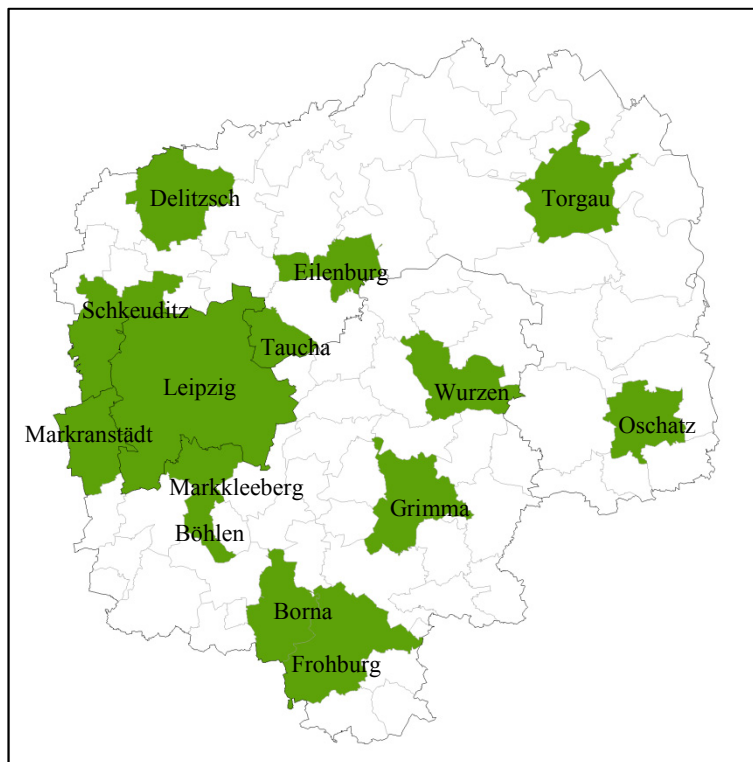 Delitzsch
Torgau
Eilenburg
Schkeuditz
Taucha
Leipzig
Wurzen
Oschatz
Markranstädt
Markkleeberg
Grimma
Böhlen
Borna
Frohburg